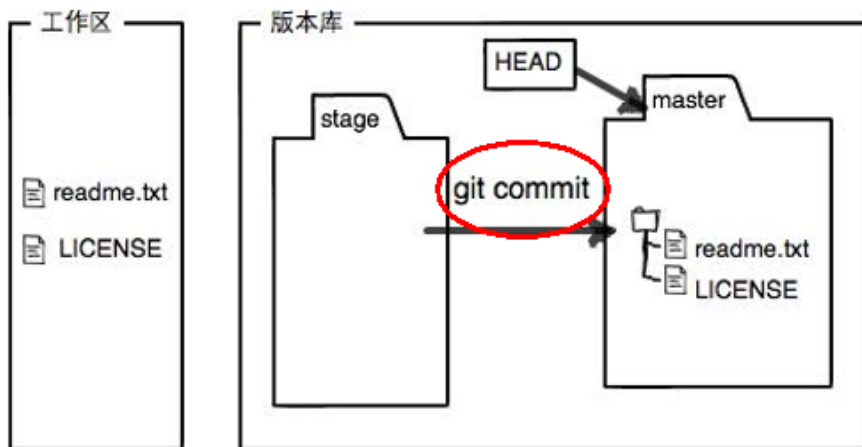 工作区
版本库
HEAD
master
stage
git commit
readme.txt
LICENSE
readme.txt
LICENSE